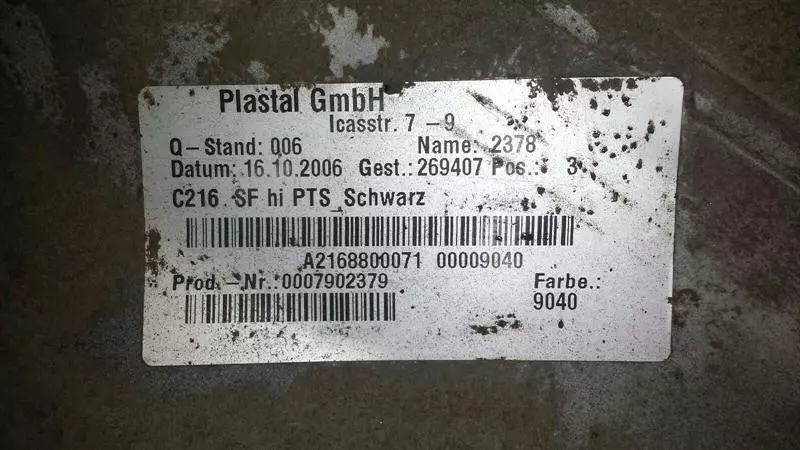 Plastal GmbH
Icasstr. 7-9
Q-Stand: 006 Name: 2378
Datum: 16.10.2006 Gest.: 269407 Pos.: 3
C216 SF hi PTS Schwarz
A2168800071 00009040
Prod.-Nr.: 0007902379 Farbe.:
9040